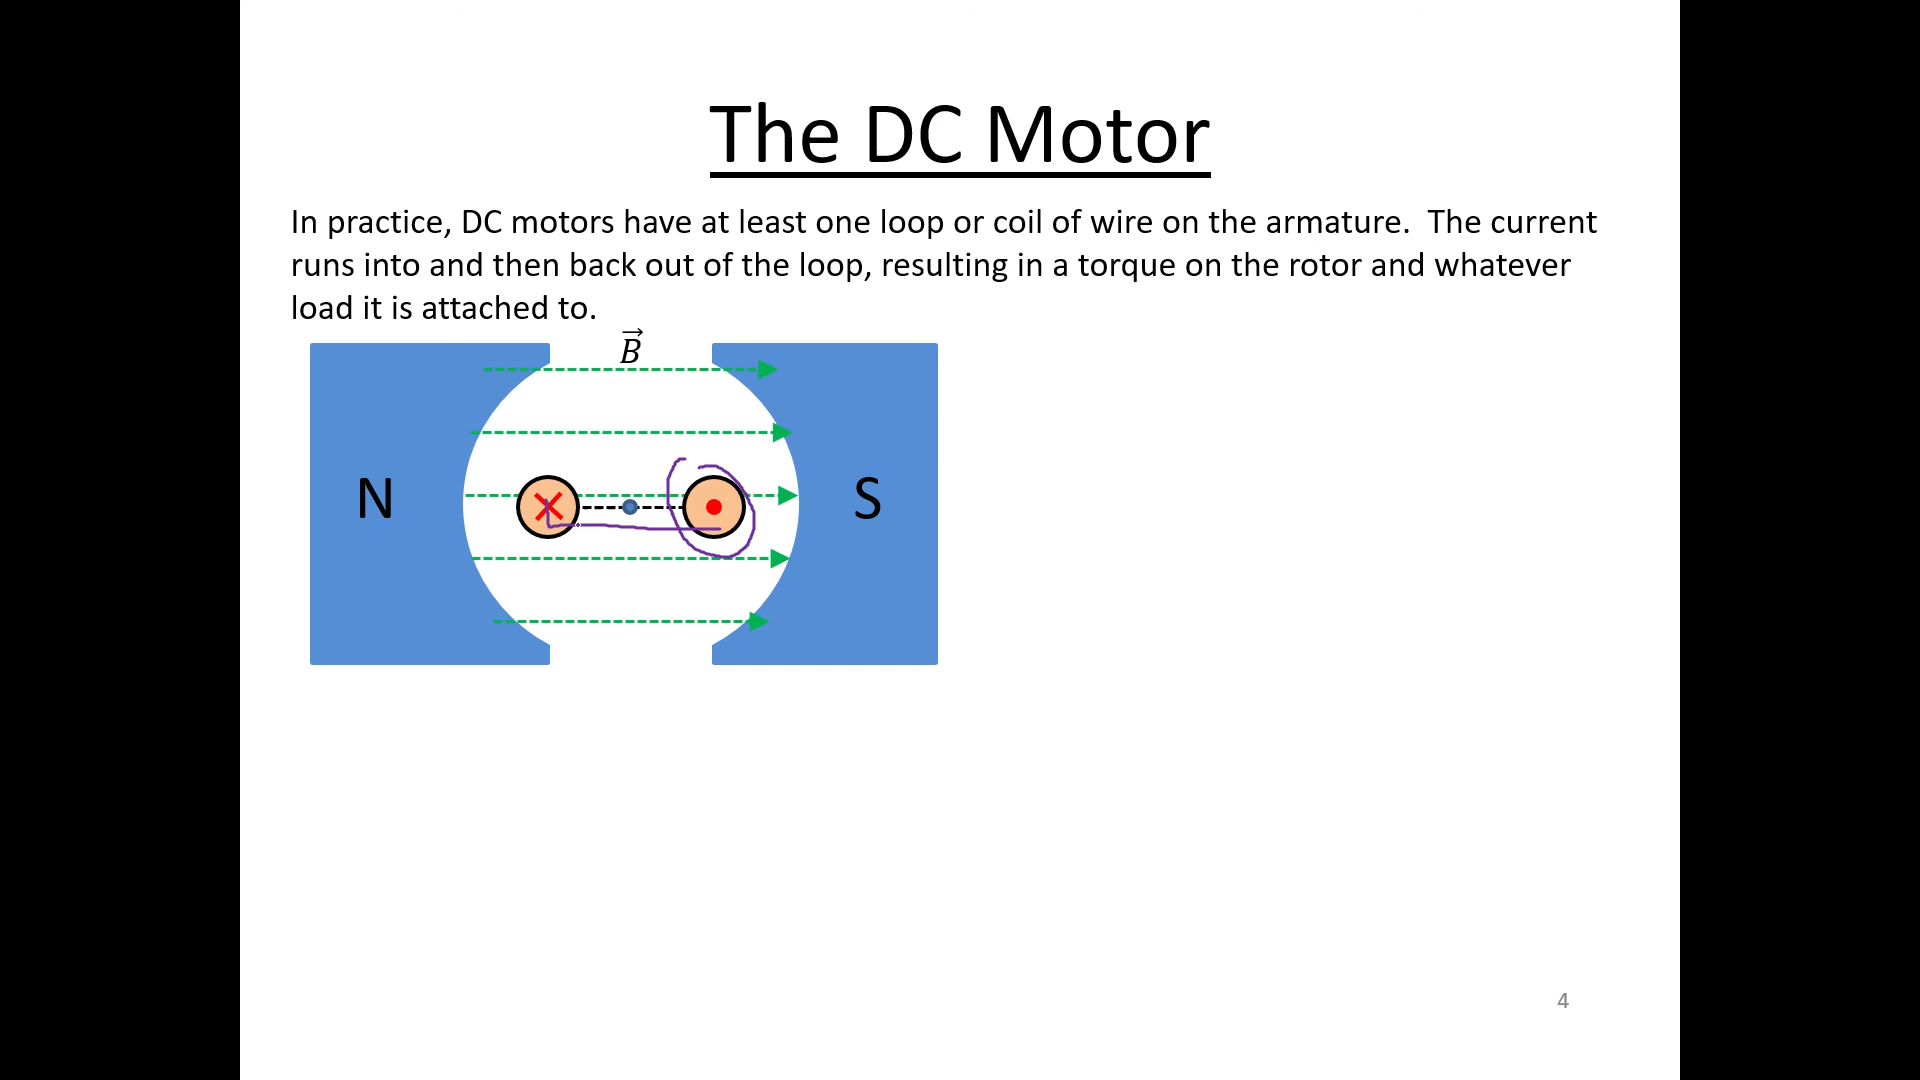 The DC Motor
In practice, DC motors have at least one loop or coil of wire on the armature.  The current
runs into and then back out of the loop, resulting in a torque on the rotor and whatever
load it is attached to.
B⃗
N
S
4